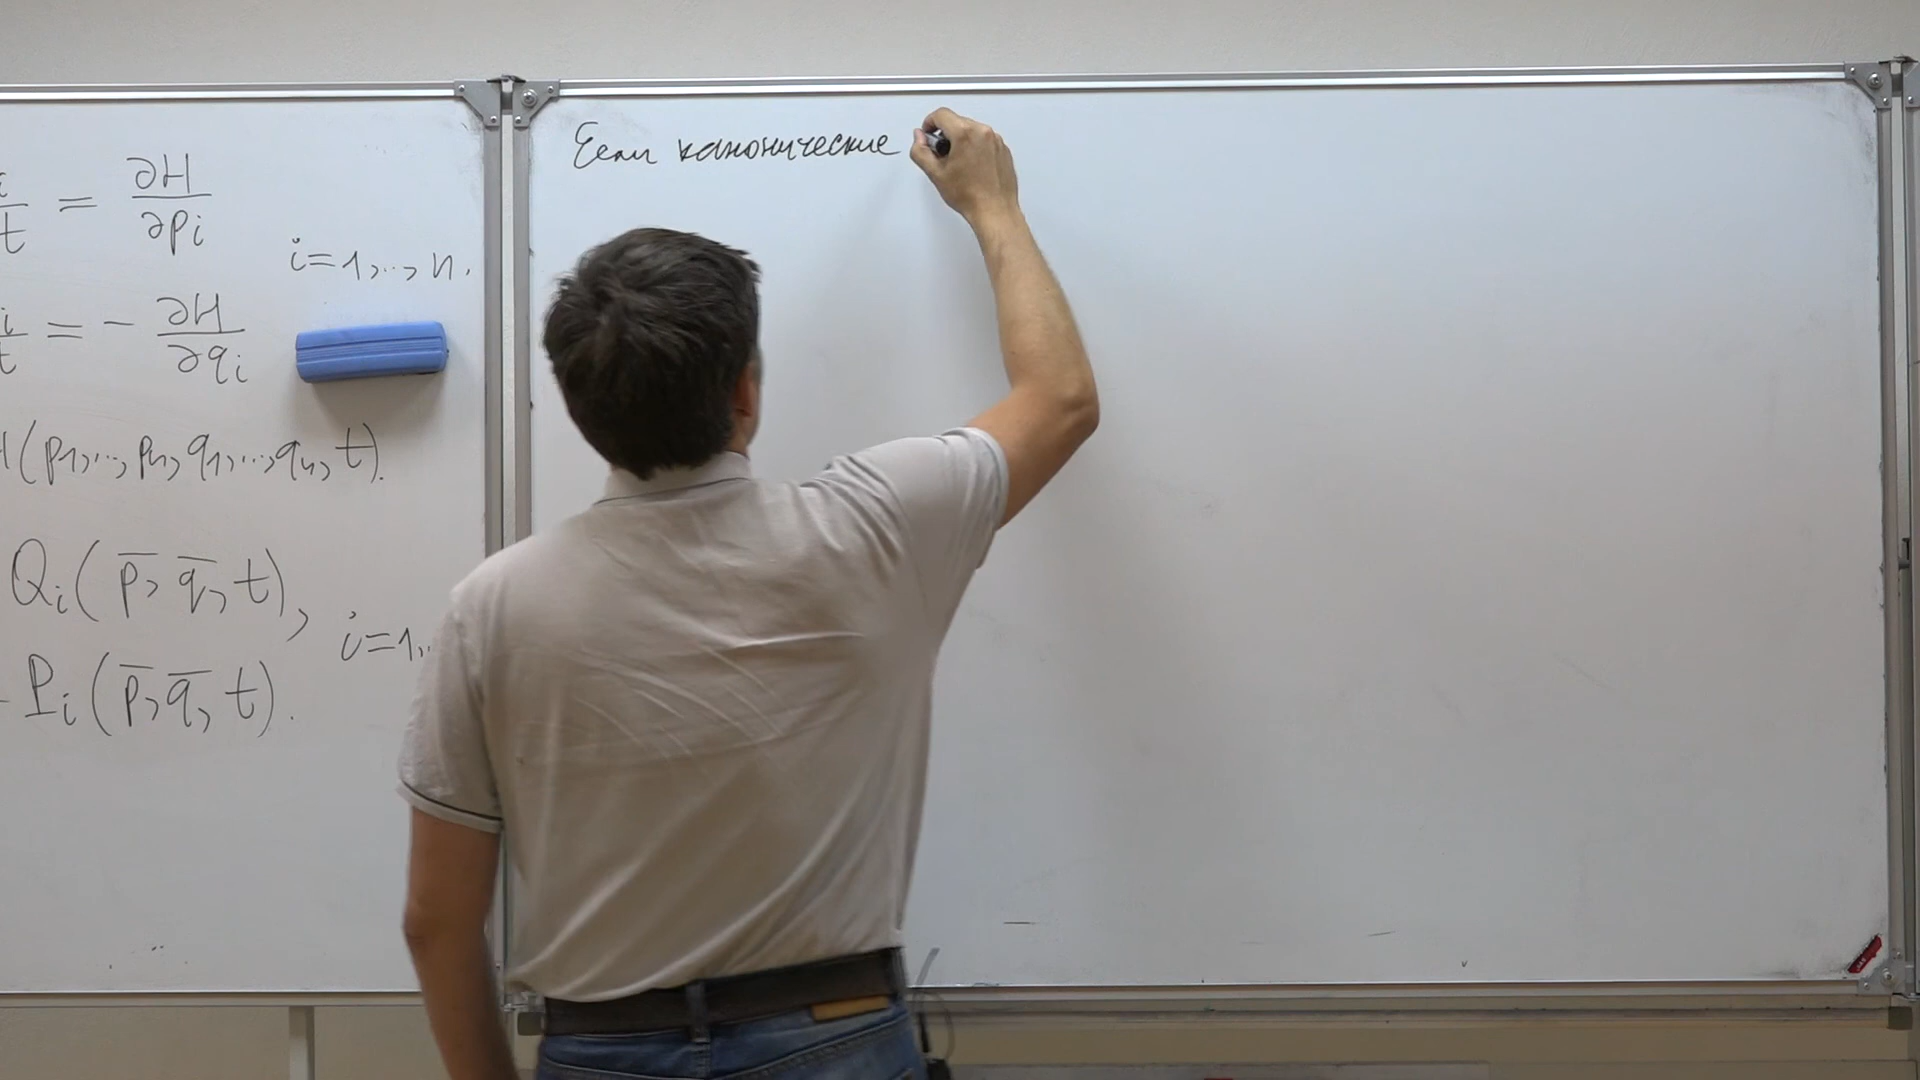 i/t = ∂H/∂pᵢ
i=1,..,n.
i/t = - ∂H/∂qᵢ
H(p₁,..,pₙ,q₁,..,qₙ,t).
Qᵢ(p̅, q̅, t),
i=1,..
Pᵢ(p̅, q̅, t).
Если канонические